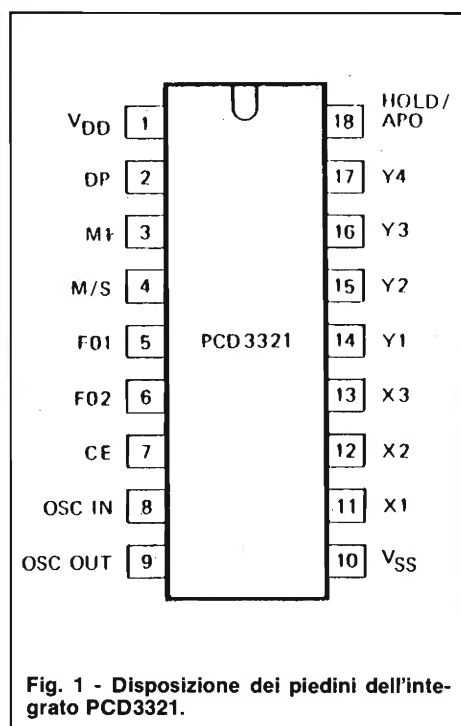 HOLD/
VDD 1 18 APO
DP 2 17 Y4
M1 3 16 Y3
M/S 4 15 Y2
F01 5 PCD3321 14 Y1
F02 6 13 X3
CE 7 12 X2
OSC IN 8 11 X1
OSC OUT 9 10 VSS
Fig. 1 - Disposizione dei piedini dell'inte-
grato PCD3321.